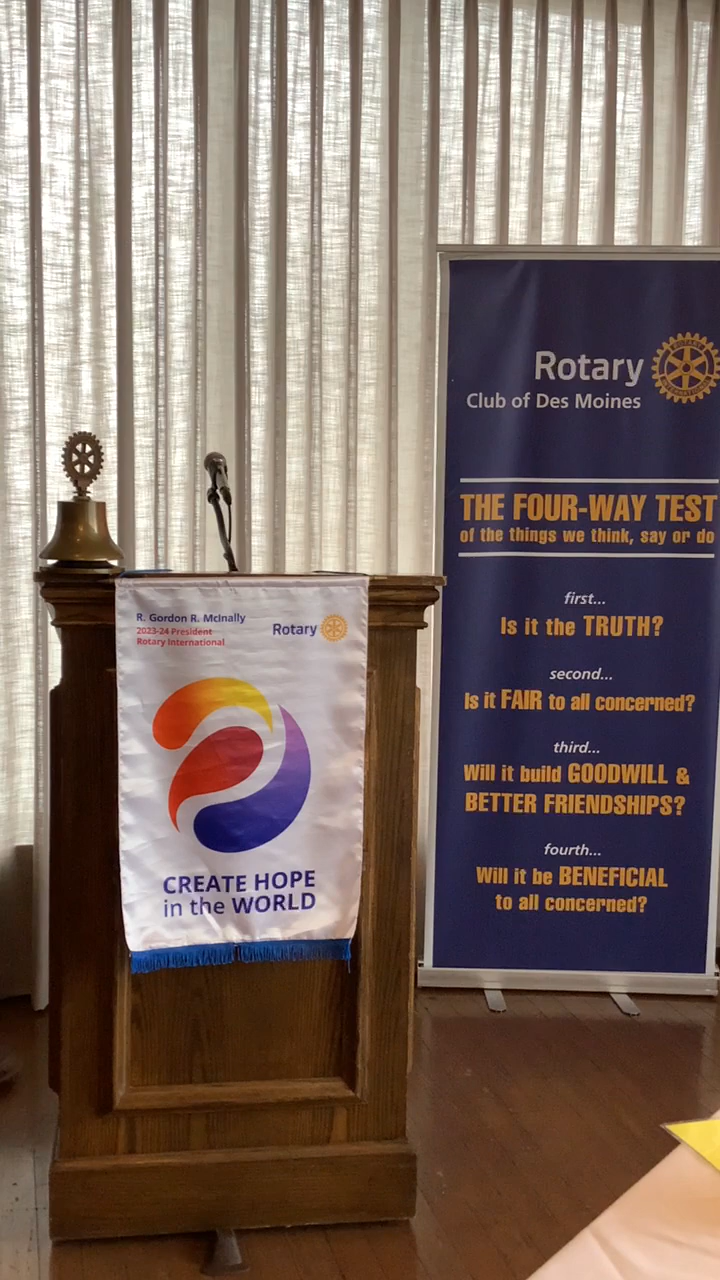 R. Gordon R. McInally
2023-24 President
Rotary International
Rotary
CREATE HOPE
in the WORLD
Rotary
Club of Des Moines
THE FOUR-WAY TEST
of the things we think, say or do
first...
Is it the TRUTH?
second...
Is it FAIR to all concerned?
third...
Will it build GOODWILL &
BETTER FRIENDSHIPS?
fourth...
Will it be BENEFICIAL
to all concerned?